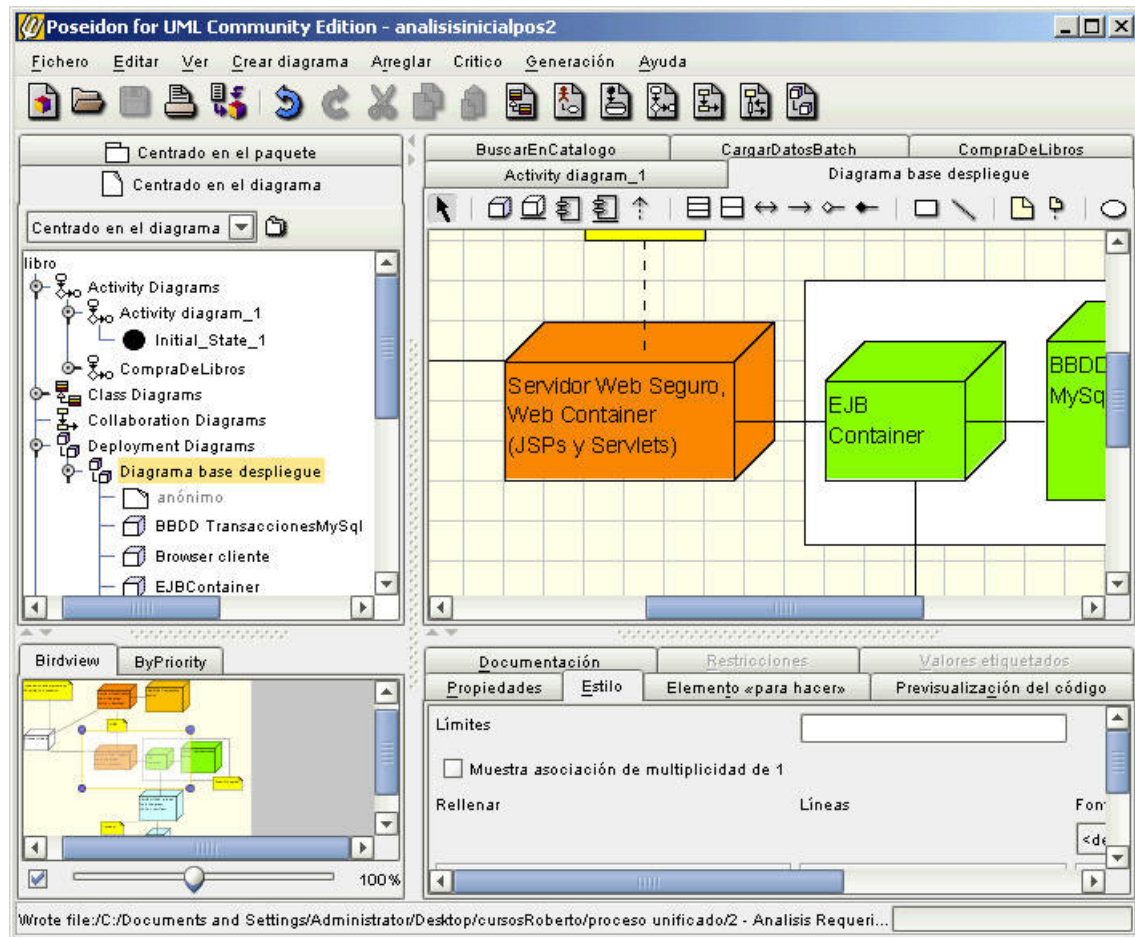 Poseidon for UML Community Edition - analisisinicialpos2
Fichero Editar Ver Crear diagrama Arreglar Crítico Generación Ayuda
Centrado en el paquete
Centrado en el diagrama
Centrado en el diagrama
libro
Activity Diagrams
Activity diagram_1
Initial_State_1
CompraDeLibros
Class Diagrams
Collaboration Diagrams
Deployment Diagrams
Diagrama base despliegue
anónimo
BBDD TransaccionesMySql
Browser cliente
EJBContainer
BuscarEnCatalogo CargarDatosBatch CompraDeLibros
Activity diagram_1 Diagrama base despliegue
Servidor Web Seguro,
Web Container
(JSPs y Servlets)
EJB
Container
BBDD
MySq
Birdview ByPriority
100%
Documentación Restricciones Valores etiquetados
Propiedades Estilo Elemento «para hacer» Previsualización del código
Límites
Muestra asociación de multiplicidad de 1
Rellenar Líneas Fon
<de
Wrote file:/C:/Documents and Settings/Administrator/Desktop/cursosRoberto/proceso unificado/2 - Analisis Requeri...